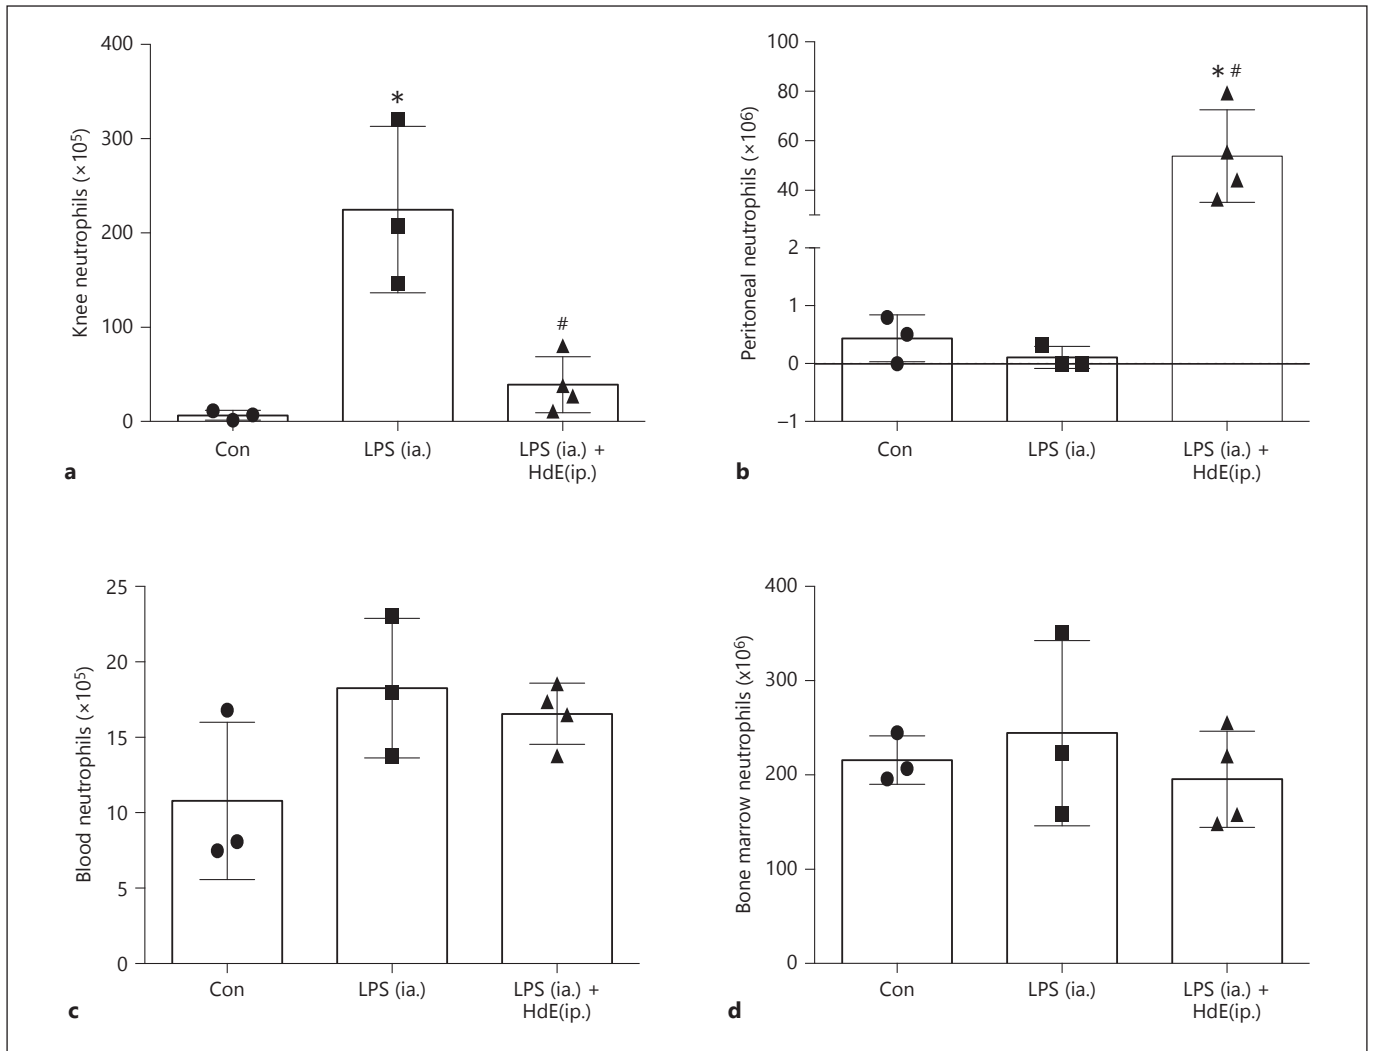 400
300
200
100
0
Knee neutrophils (×10⁵)
*
#
Con
LPS (ia.)
LPS (ia.) +
HdE(ip.)
a
100
80
60
40
2
1
0
–1
Peritoneal neutrophils (×10⁶)
* #
Con
LPS (ia.)
LPS (ia.) +
HdE(ip.)
b
25
20
15
10
5
0
Blood neutrophils (×10⁵)
Con
LPS (ia.)
LPS (ia.) +
HdE(ip.)
c
400
300
200
100
0
Bone marrow neutrophils (x10⁶)
Con
LPS (ia.)
LPS (ia.) +
HdE(ip.)
d